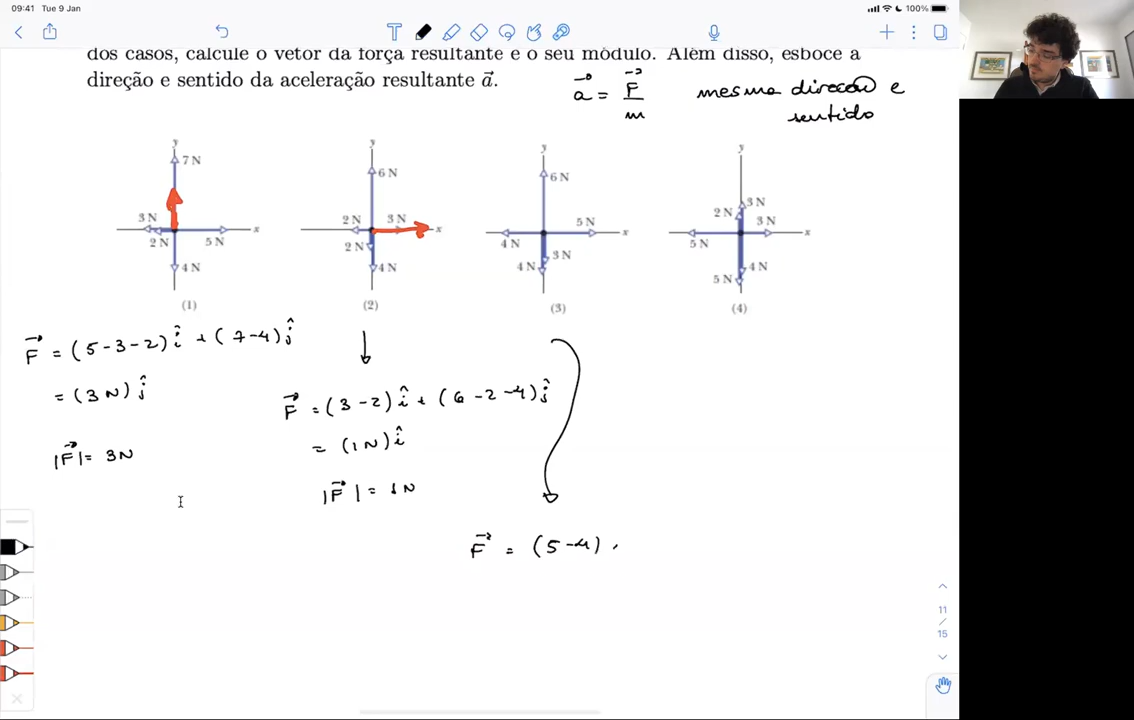 09:41 Tue 9 Jan
100%
dos casos, calcule o vetor da força resultante e o seu módulo. Além disso, esboce a
direção e sentido da aceleração resultante a⃗.
a⃗ = F⃗/m
mesma direção e
sentido
y
7 N
3 N
x
2 N
5 N
4 N
(1)
y
6 N
2 N
3 N
x
2 N
4 N
(2)
y
6 N
5 N
x
4 N
3 N
4 N
(3)
y
3 N
2 N
3 N
x
5 N
4 N
5 N
(4)
F⃗ = (5-3-2) î + (7-4) ĵ
= (3N) ĵ
|F⃗| = 3N
F⃗ = (3-2) î + (6-2-4) ĵ
= (1N) î
|F⃗| = 1N
F⃗ = (5-4)
11
/
15